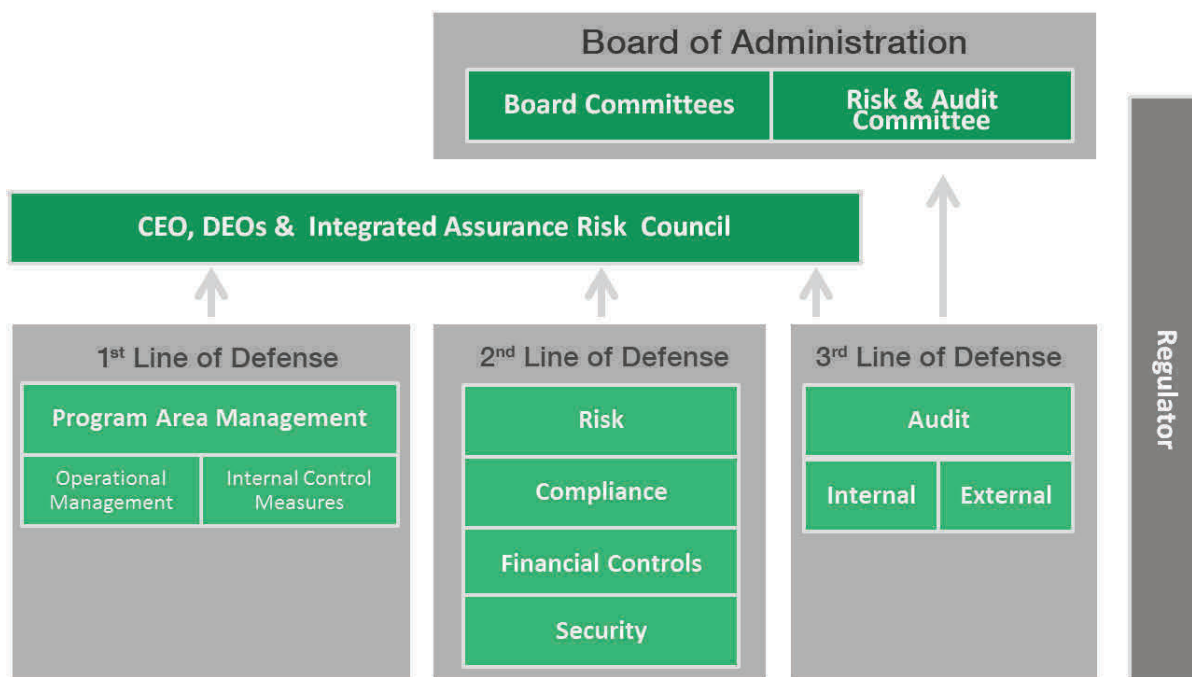 Board of Administration
Board Committees
Risk & Audit
Committee
CEO, DEOs & Integrated Assurance Risk Council
1st Line of Defense
Program Area Management
Operational
Management
Internal Control
Measures
2nd Line of Defense
Risk
Compliance
Financial Controls
Security
3rd Line of Defense
Audit
Internal
External
Regulator